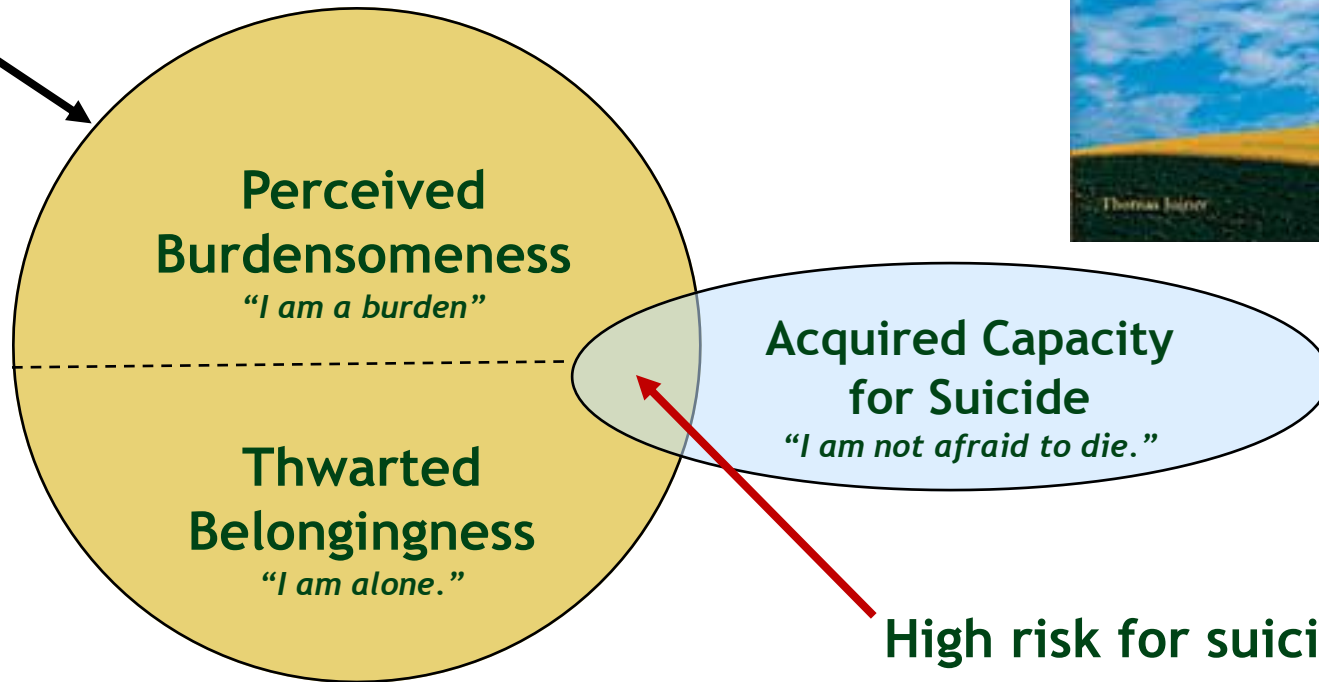 Thomas Joiner
Perceived
Burdensomeness
“I am a burden”
Acquired Capacity
for Suicide
“I am not afraid to die.”
Thwarted
Belongingness
“I am alone.”
High risk for suici